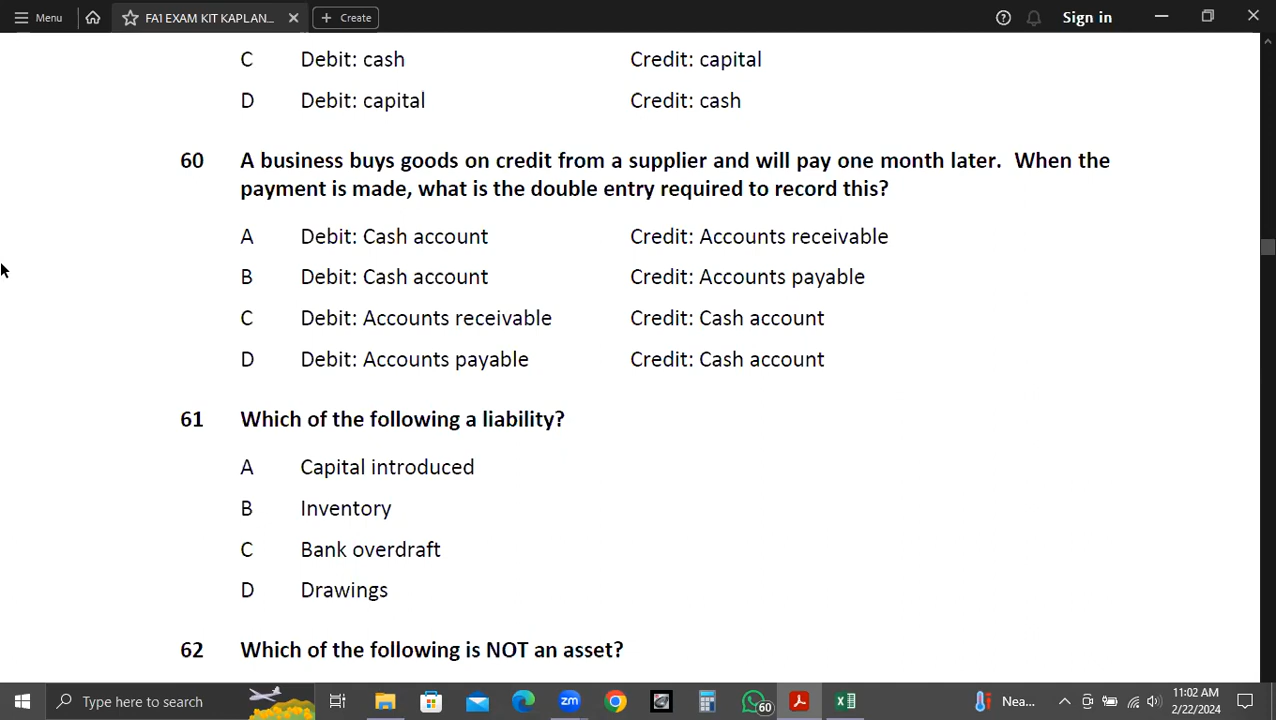 Menu
FA1 EXAM KIT KAPLAN...
Create
Sign in
C Debit: cash Credit: capital
D Debit: capital Credit: cash
60 A business buys goods on credit from a supplier and will pay one month later. When the
payment is made, what is the double entry required to record this?
A Debit: Cash account Credit: Accounts receivable
B Debit: Cash account Credit: Accounts payable
C Debit: Accounts receivable Credit: Cash account
D Debit: Accounts payable Credit: Cash account
61 Which of the following a liability?
A Capital introduced
B Inventory
C Bank overdraft
D Drawings
62 Which of the following is NOT an asset?
Type here to search
zm
60
Nea...
11:02 AM
2/22/2024